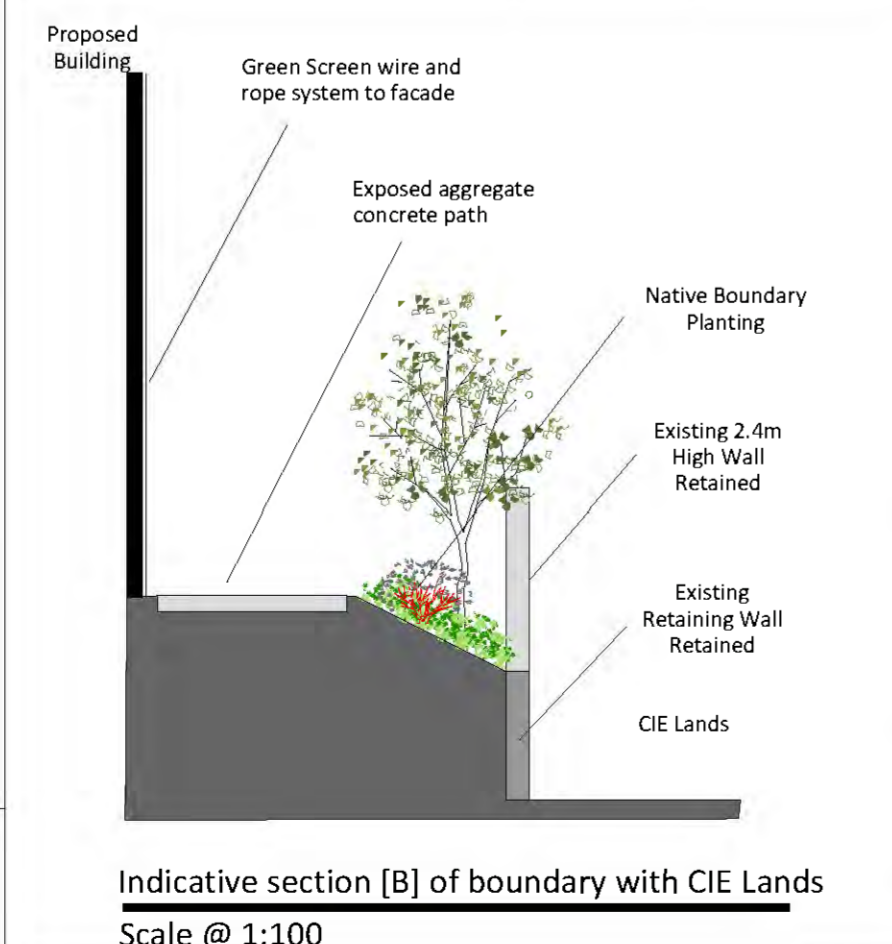 Proposed
Building
Green Screen wire and
rope system to facade
Exposed aggregate
concrete path
Native Boundary
Planting
Existing 2.4m
High Wall
Retained
Existing
Retaining Wall
Retained
CIE Lands
Indicative section [B] of boundary with CIE Lands
Scale @ 1:100